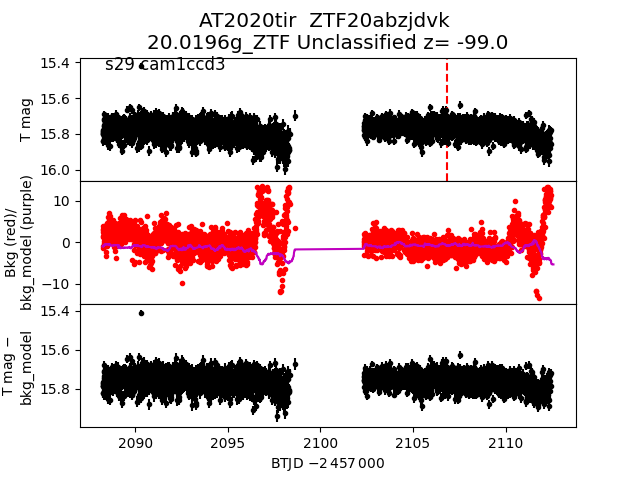 AT2020tir  ZTF20abzjdvk
20.0196g_ZTF Unclassified z= -99.0
s29 cam1ccd3
15.4
15.6
15.8
16.0
T mag
10
0
−10
Bkg (red)/
bkg_model (purple)
15.4
15.6
15.8
T mag −
bkg_model
2090 2095 2100 2105 2110
BTJD −2 457 000